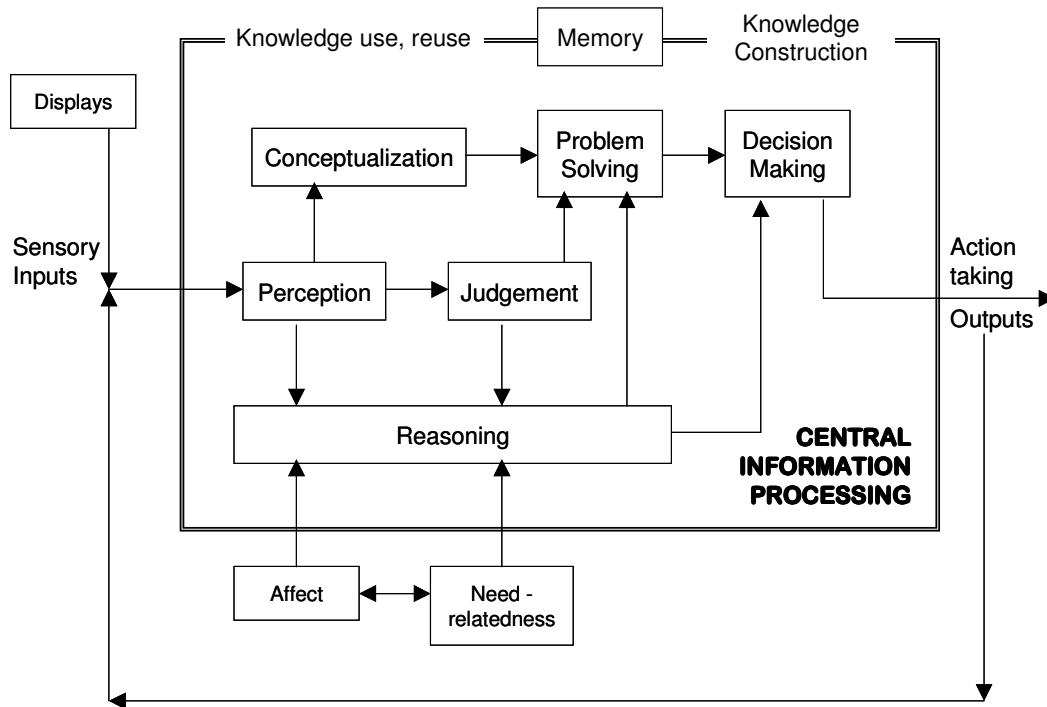 Knowledge use, reuse
Memory
Knowledge
Construction
Displays
Conceptualization
Problem
Solving
Decision
Making
Sensory
Inputs
Perception
Judgement
Action
taking
Outputs
Reasoning
CENTRAL
INFORMATION
PROCESSING
Affect
Need -
relatedness